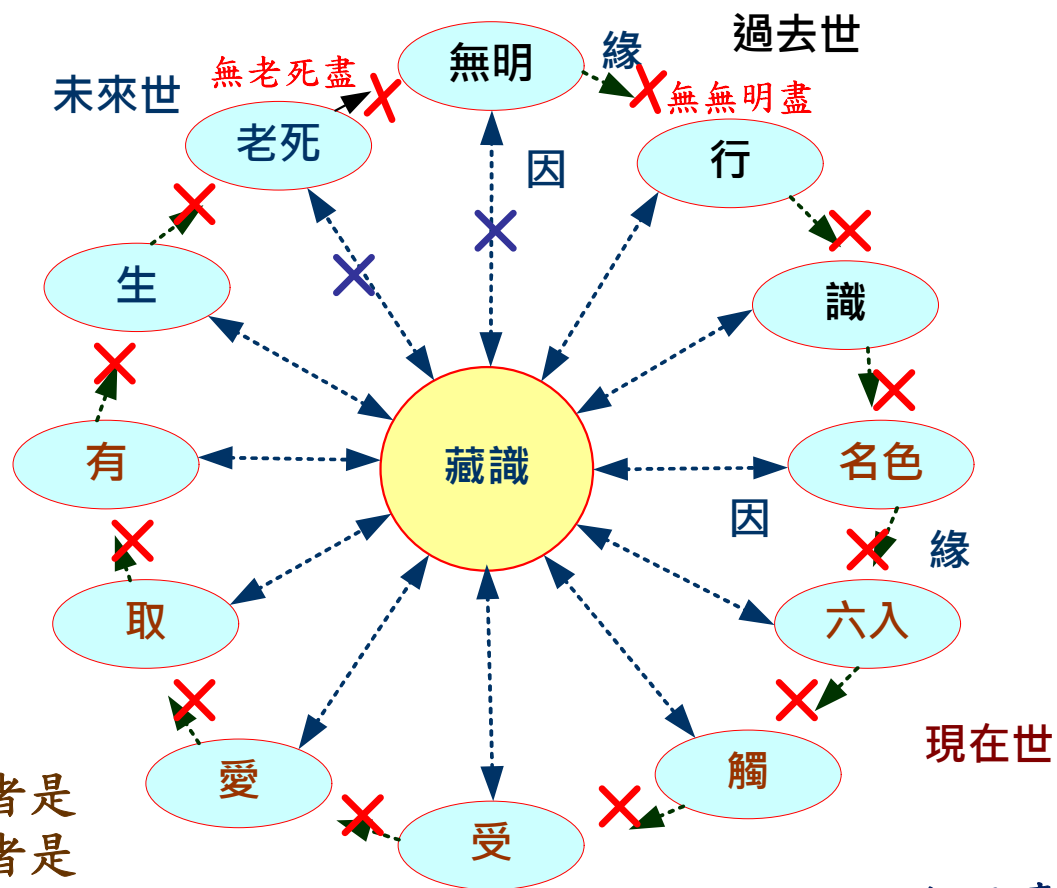 過去世
緣
無明
無老死盡
未來世
無無明盡
老死
行
因
生
識
有
藏識
名色
因
緣
取
六入
現在世
愛
觸
者是
受
者是